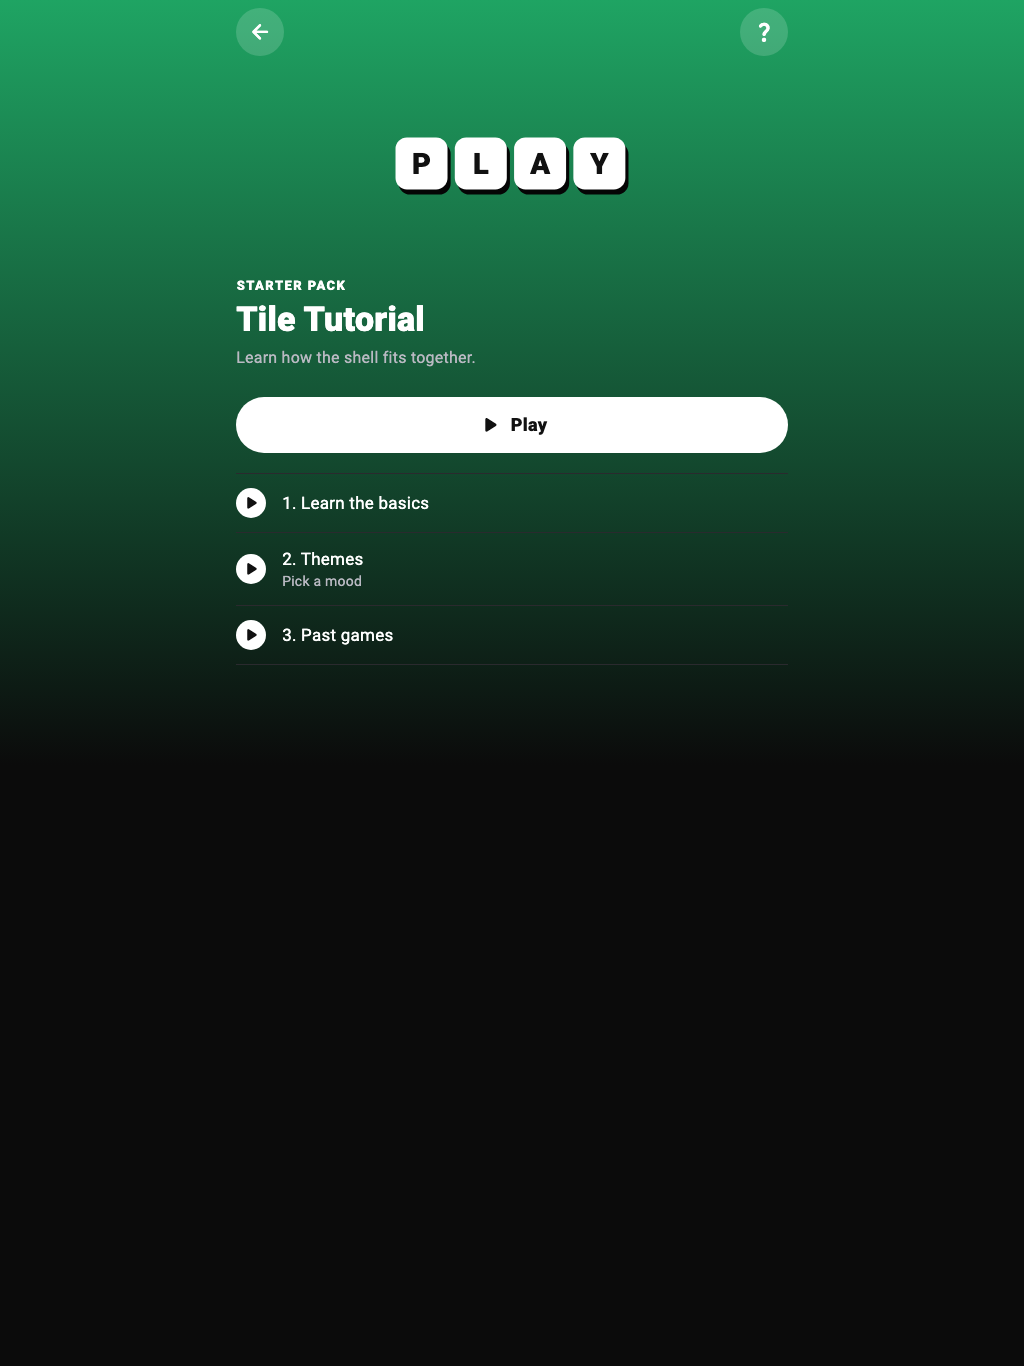 ?
PLAY
STARTER PACK
Tile Tutorial
Learn how the shell fits together.
Play
1. Learn the basics
2. Themes
Pick a mood
3. Past games